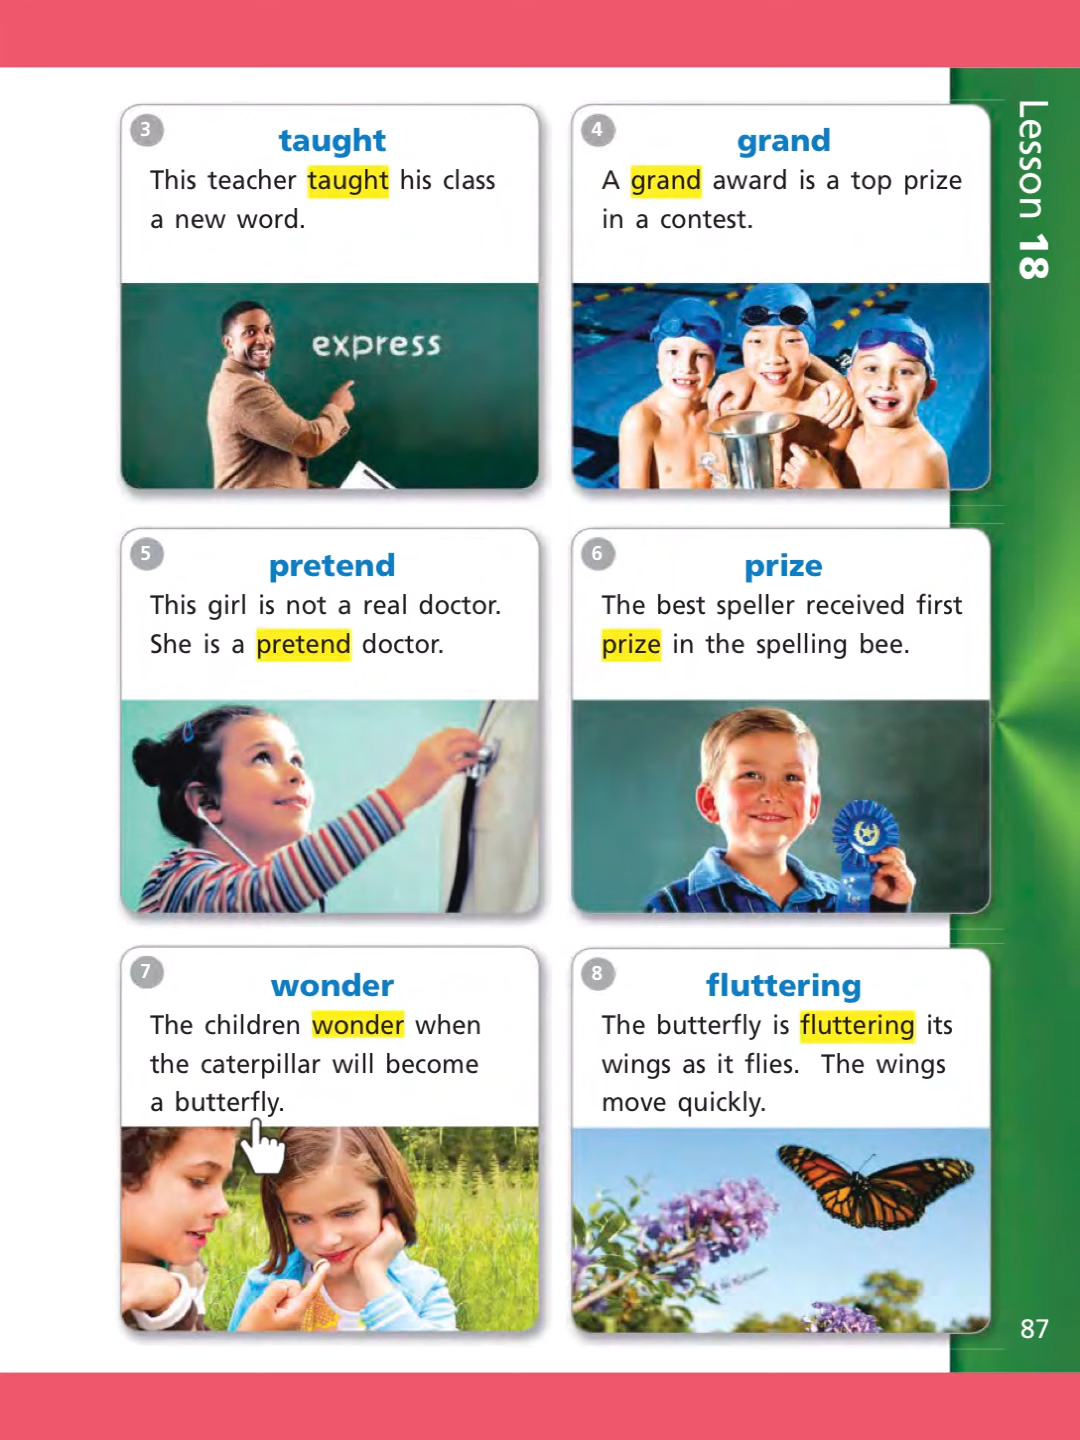 Lesson 18
3
taught
This teacher taught his class
a new word.
express
4
grand
A grand award is a top prize
in a contest.
5
pretend
This girl is not a real doctor.
She is a pretend doctor.
6
prize
The best speller received first
prize in the spelling bee.
7
wonder
The children wonder when
the caterpillar will become
a butterfly.
8
fluttering
The butterfly is fluttering its
wings as it flies. The wings
move quickly.
87